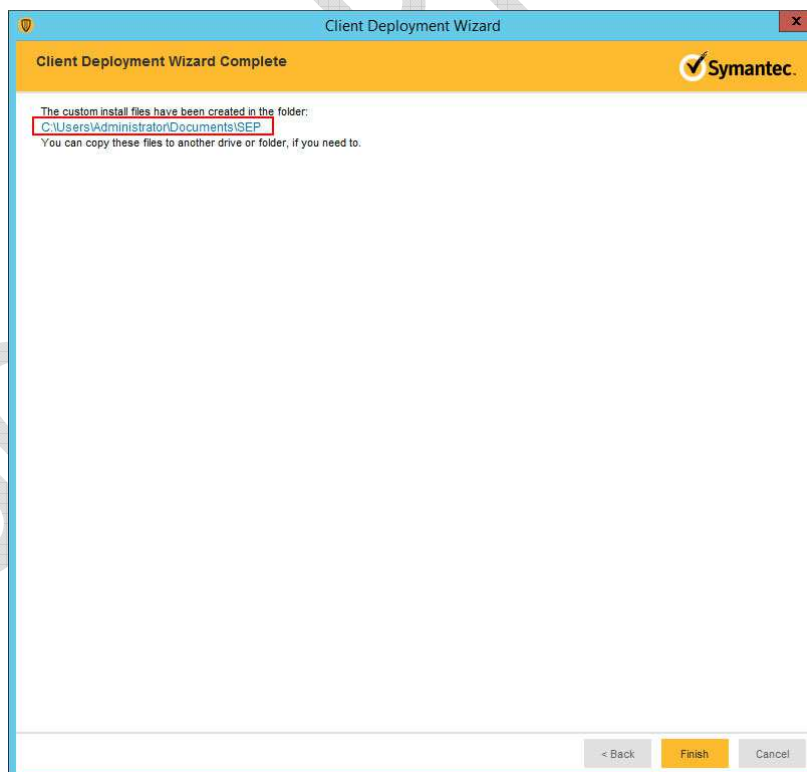 Client Deployment Wizard
x
Client Deployment Wizard Complete
Symantec.
The custom install files have been created in the folder:
C:\Users\Administrator\Documents\SEP
You can copy these files to another drive or folder, if you need to.
< Back Finish Cancel